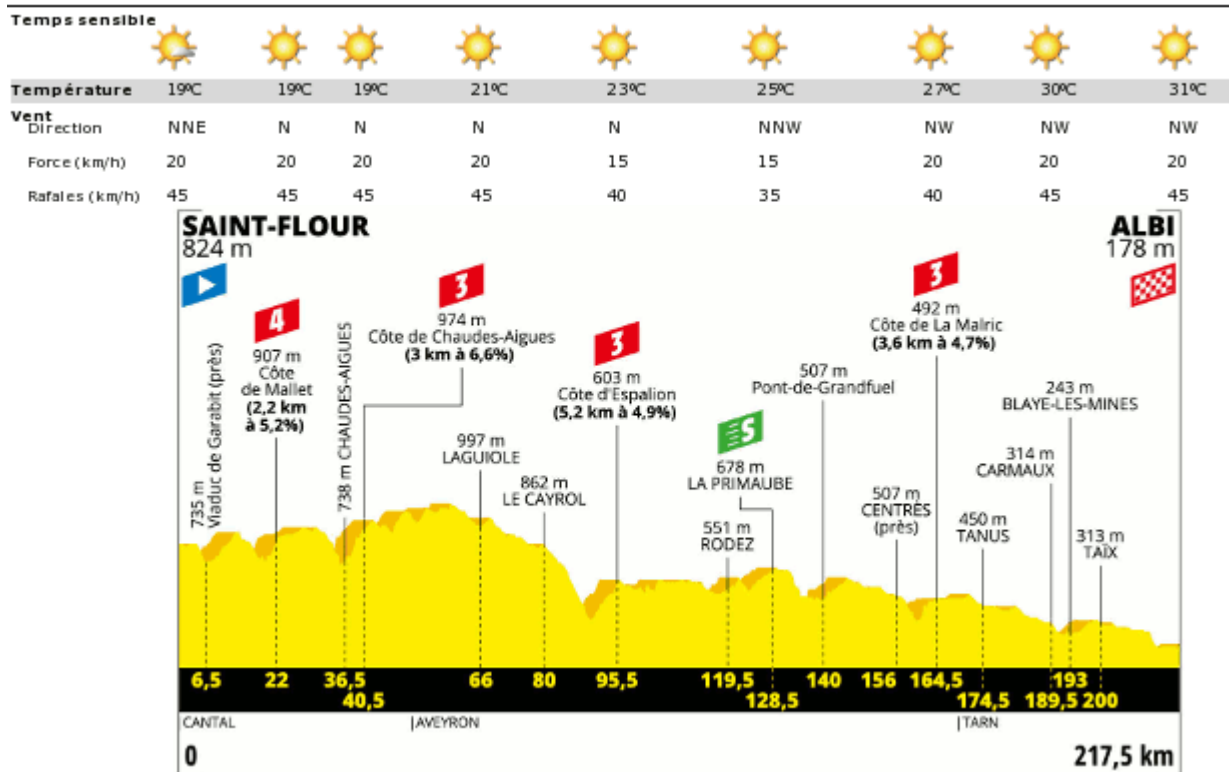 Temps sensible
Température 19ºC 19ºC 19ºC 21ºC 23ºC 25ºC 27ºC 30ºC 31ºC
Vent
Direction NNE N N N N NNW NW NW NW
Force (km/h) 20 20 20 20 15 15 20 20 20
Rafales (km/h) 45 45 45 45 40 35 40 45 45
SAINT-FLOUR
824 m
ALBI
178 m
735 m
Viaduc de Garabit (près)
4
907 m
Côte
de Mallet
(2,2 km
à 5,2%)
738 m CHAUDES-AIGUES
3
974 m
Côte de Chaudes-Aigues
(3 km à 6,6%)
997 m
LAGUIOLE
862 m
LE CAYROL
3
603 m
Côte d'Espalion
(5,2 km à 4,9%)
551 m
RODEZ
S
678 m
LA PRIMAUBE
507 m
Pont-de-Grandfuel
507 m
CENTRÈS
(près)
3
492 m
Côte de La Malric
(3,6 km à 4,7%)
450 m
TANUS
314 m
CARMAUX
243 m
BLAYE-LES-MINES
313 m
TAÏX
6,5 22 36,5 66 80 95,5 119,5 140 156 164,5 193
40,5 128,5 174,5 189,5 200
CANTAL |AVEYRON |TARN
0 217,5 km